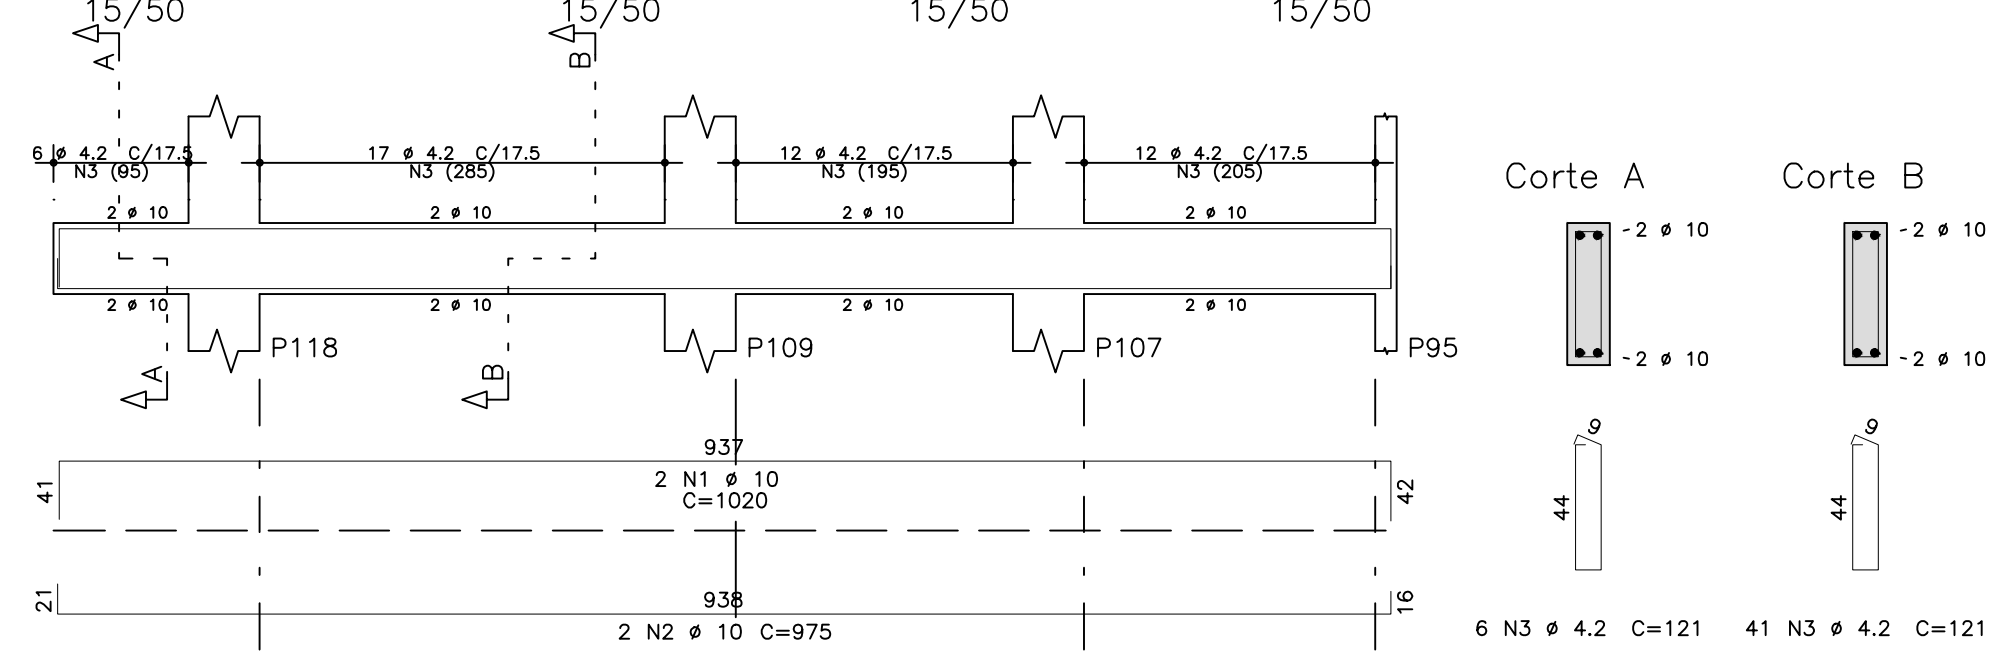 15/50 15/50 15/50 15/50
A B
6 ø 4.2 C/17.5 17 ø 4.2 C/17.5 12 ø 4.2 C/17.5 12 ø 4.2 C/17.5
N3 (95) N3 (285) N3 (195) N3 (205)
Corte A Corte B
2 ø 10 2 ø 10 2 ø 10 2 ø 10
-2 ø 10 -2 ø 10
2 ø 10 2 ø 10 2 ø 10 2 ø 10
P118 P109 P107 P95
-2 ø 10 -2 ø 10
A B
9 9
937
41 2 N1 ø 10 42
C=1020
44 44
21 938 16
2 N2 ø 10 C=975
6 N3 ø 4.2 C=121 41 N3 ø 4.2 C=121